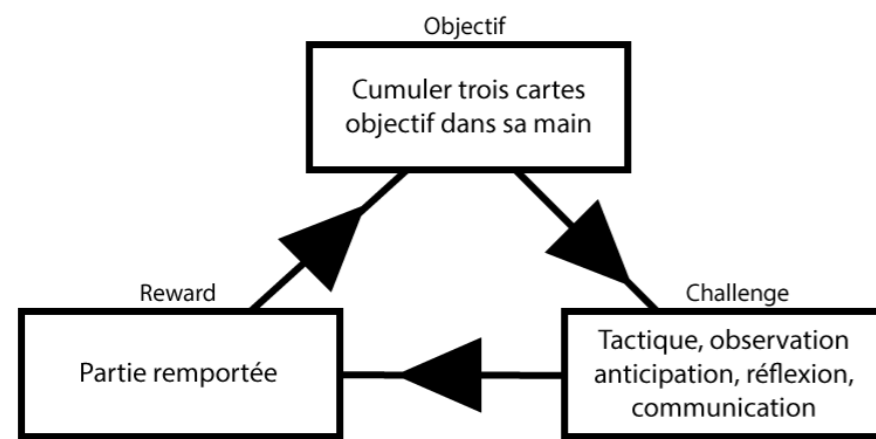 Objectif
Cumuler trois cartes
objectif dans sa main
Reward
Partie remportée
Challenge
Tactique, observation
anticipation, réflexion,
communication